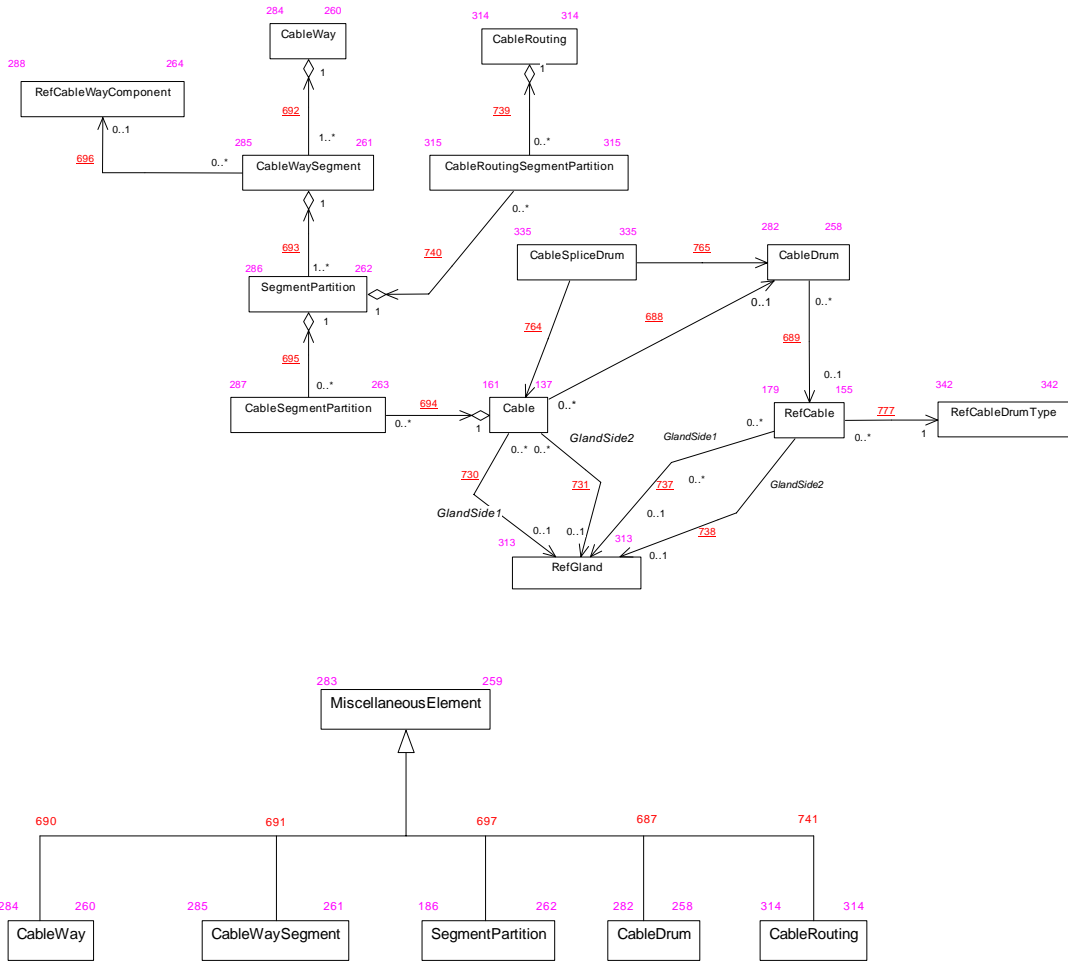 284 260
CableWay
1
314 314
CableRouting
1
288 264
RefCableWayComponent
0..1
692
739
696
1..*
0..*
0..*
285 261
CableWaySegment
1
315 315
CableRoutingSegmentPartition
0..*
693
740
1..*
286 262
SegmentPartition
1
1
335 335
CableSpliceDrum
765
282 258
CableDrum
0..1
0..*
764
688
689
695
0..*
0..1
287 263
CableSegmentPartition
0..*
694
1
161 137
Cable
0..*
179 155
RefCable
0..*
777
1
342 342
RefCableDrumType
0..* 0..*
GlandSide2
GlandSide1
0..*
730
731
737
0..*
GlandSide2
GlandSide1
0..1
0..1
0..1
738
0..1
313 313
RefGland
283 259
MiscellaneousElement
690 691 697 687 741
284 260
CableWay
285 261
CableWaySegment
186 262
SegmentPartition
282 258
CableDrum
314 314
CableRouting